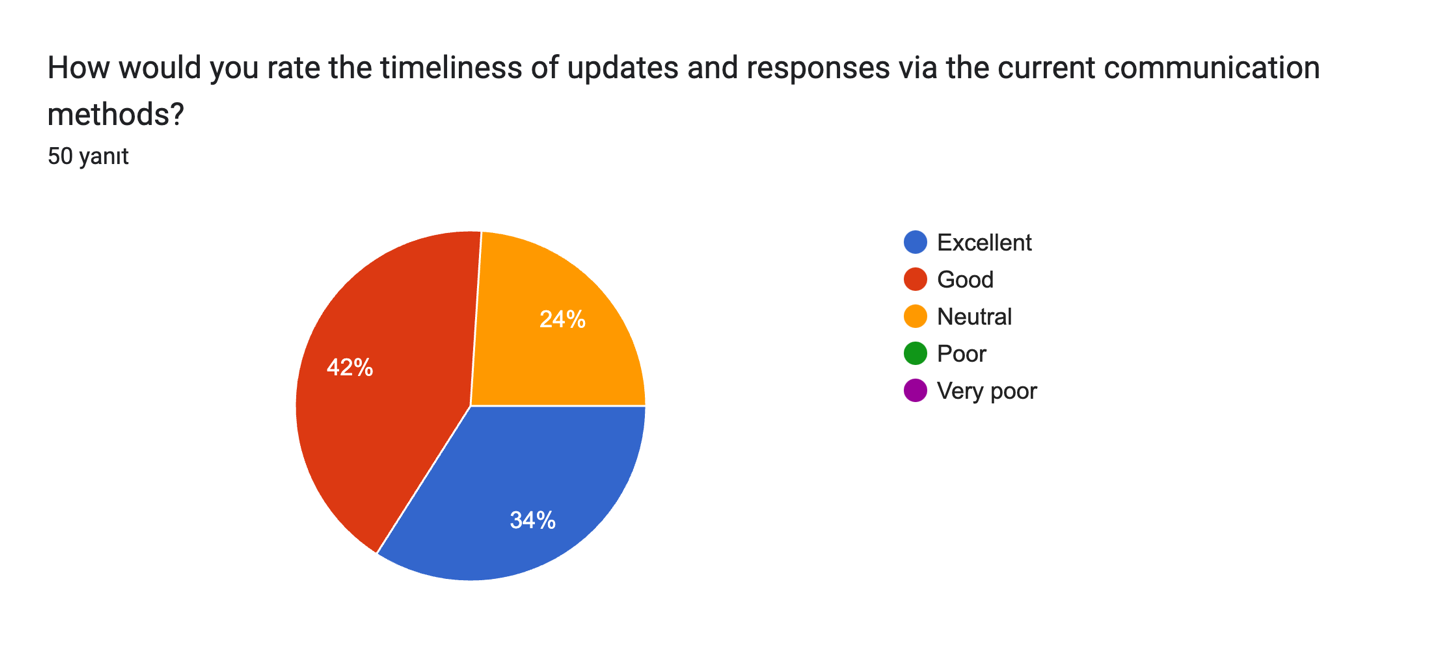 How would you rate the timeliness of updates and responses via the current communication
methods?
50 yanıt
Excellent
Good
Neutral
Poor
Very poor
24%
42%
34%